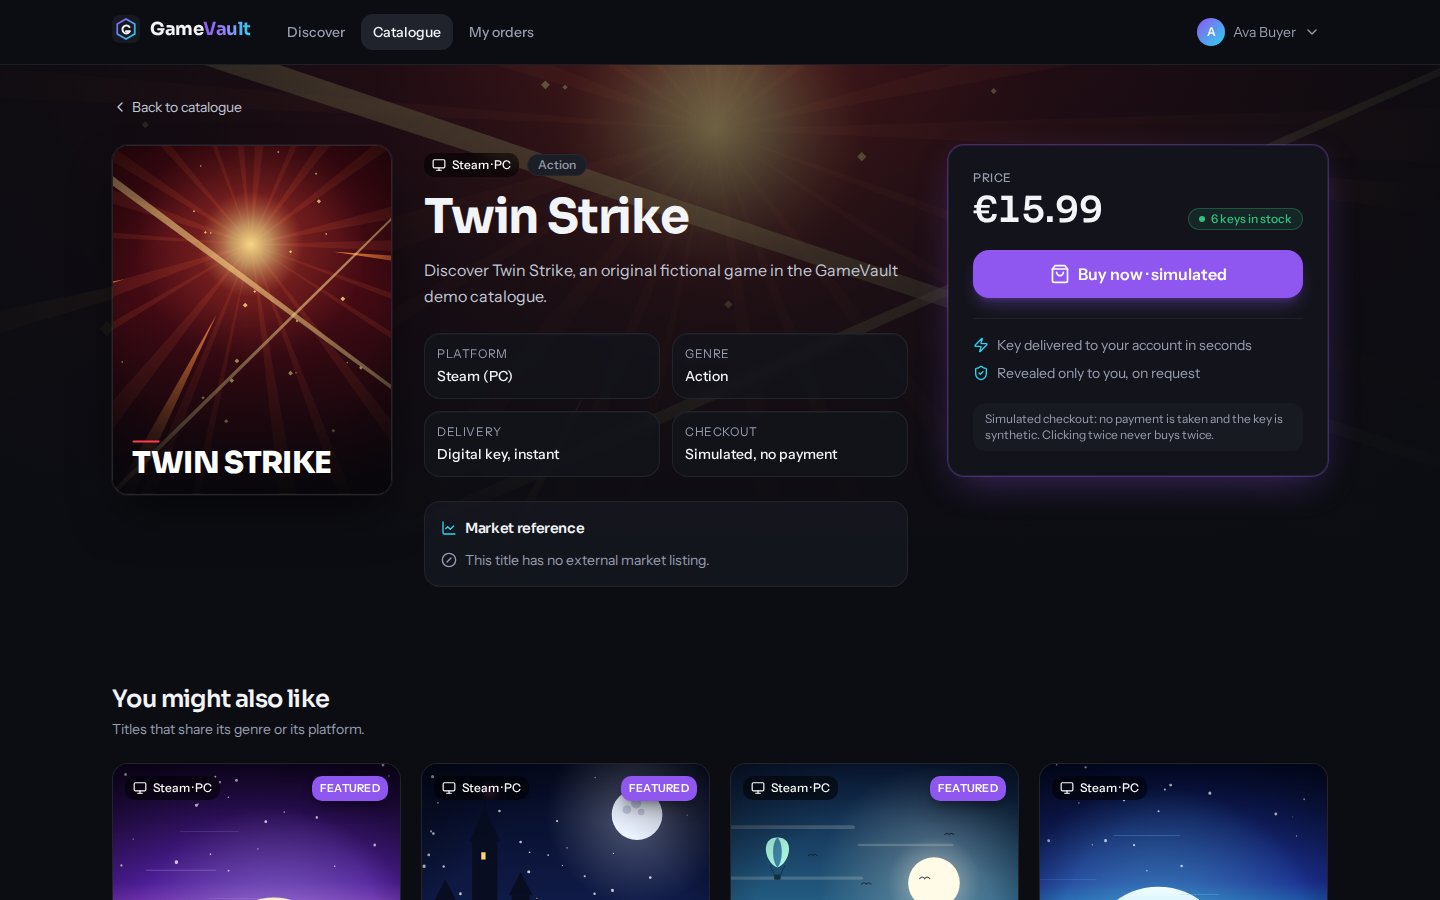 GameVault
Discover
Catalogue
My orders
A
Ava Buyer
Back to catalogue
TWIN STRIKE
Steam·PC
Action
Twin Strike
Discover Twin Strike, an original fictional game in the GameVault
demo catalogue.
PLATFORM
Steam (PC)
GENRE
Action
DELIVERY
Digital key, instant
CHECKOUT
Simulated, no payment
Market reference
This title has no external market listing.
PRICE
€15.99
6 keys in stock
Buy now · simulated
Key delivered to your account in seconds
Revealed only to you, on request
Simulated checkout: no payment is taken and the key is
synthetic. Clicking twice never buys twice.
You might also like
Titles that share its genre or its platform.
Steam·PC
FEATURED
Steam·PC
FEATURED
Steam·PC
FEATURED
Steam·PC